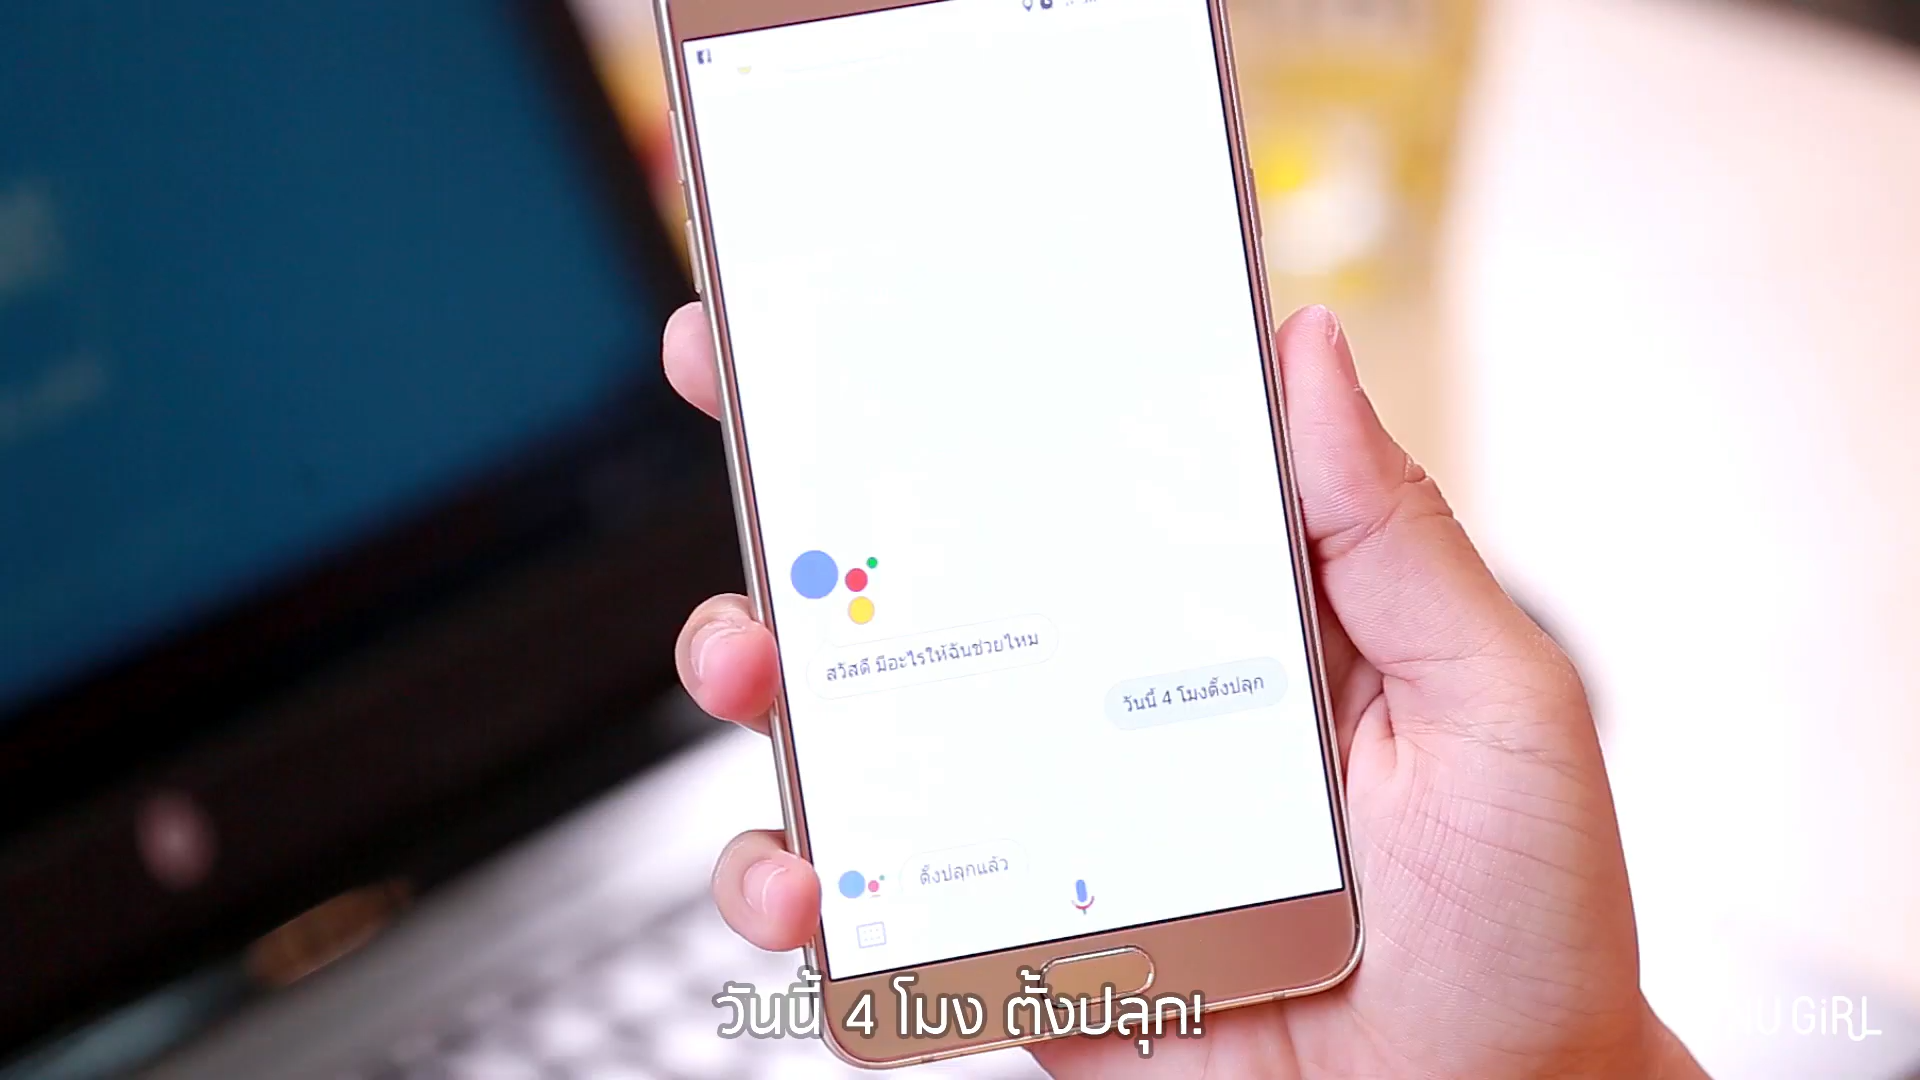 สวัสดี มีอะไรให้ฉันช่วยไหม
วันนี้ 4 โมงตั้งปลุก
ตั้งปลุกแล้ว
วันนี้ 4 โมง ตั้งปลุก!
GiRL